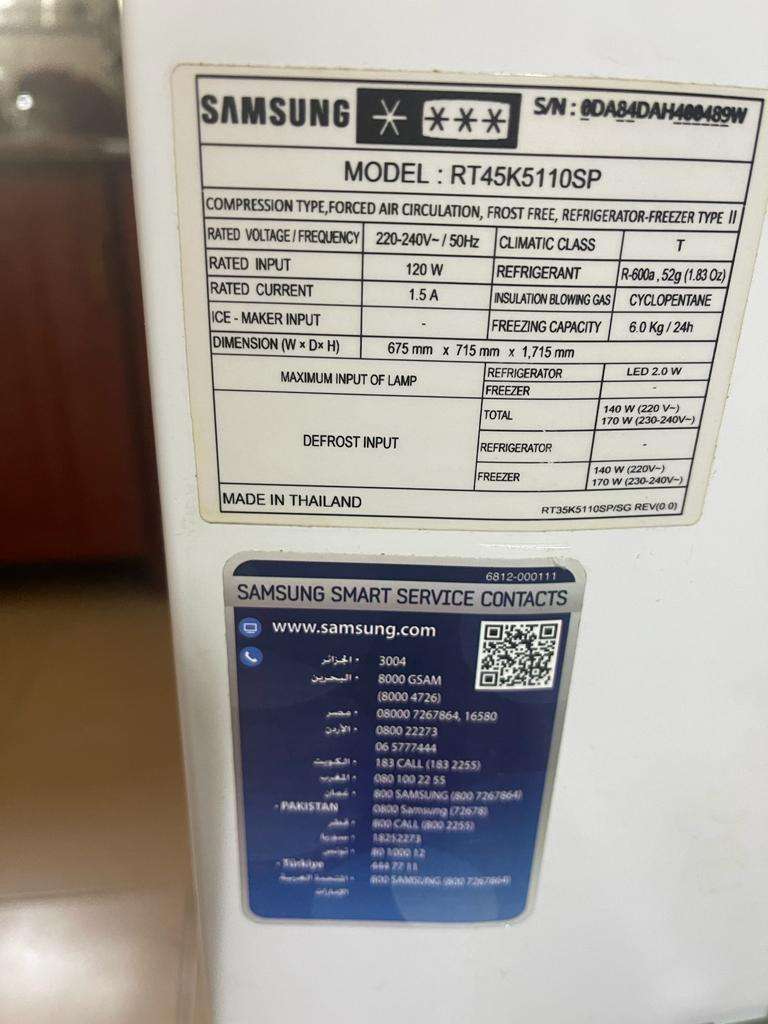 SAMSUNG
S/N : 0DA84DAH400489W
MODEL : RT45K5110SP
COMPRESSION TYPE,FORCED AIR CIRCULATION, FROST FREE, REFRIGERATOR-FREEZER TYPE II
RATED VOLTAGE / FREQUENCY 220-240V~ / 50Hz CLIMATIC CLASS T
RATED INPUT 120 W REFRIGERANT R-600a , 52g (1.83 Oz)
RATED CURRENT 1.5 A INSULATION BLOWING GAS CYCLOPENTANE
ICE - MAKER INPUT - FREEZING CAPACITY 6.0 Kg / 24h
DIMENSION (W × D× H) 675 mm x 715 mm x 1,715 mm
MAXIMUM INPUT OF LAMP REFRIGERATOR LED 2.0 W
FREEZER -
DEFROST INPUT TOTAL 140 W (220 V~)
170 W (230-240V~)
REFRIGERATOR -
FREEZER 140 W (220V~)
170 W (230-240V~)
MADE IN THAILAND RT35K5110SP/SG REV(0.0)
6812-000111
SAMSUNG SMART SERVICE CONTACTS
www.samsung.com
الجزائر • 3004
البحرين • 8000 GSAM
(8000 4726)
مصر • 08000 7267864, 16580
الأردن • 0800 22273
06 5777444
الكويت • 183 CALL (183 2255)
المغرب • 080 100 22 55
عمان • 800 SAMSUNG (800 7267864)
• PAKISTAN 0800 Samsung (72678)
قطر • 800 CALL (800 2255)
سوريا • 18252273
تونس • 80 1000 12
• Türkiye 444 77 11
الإمارات العربية المتحدة • 800 SAMSUNG (800 7267864)